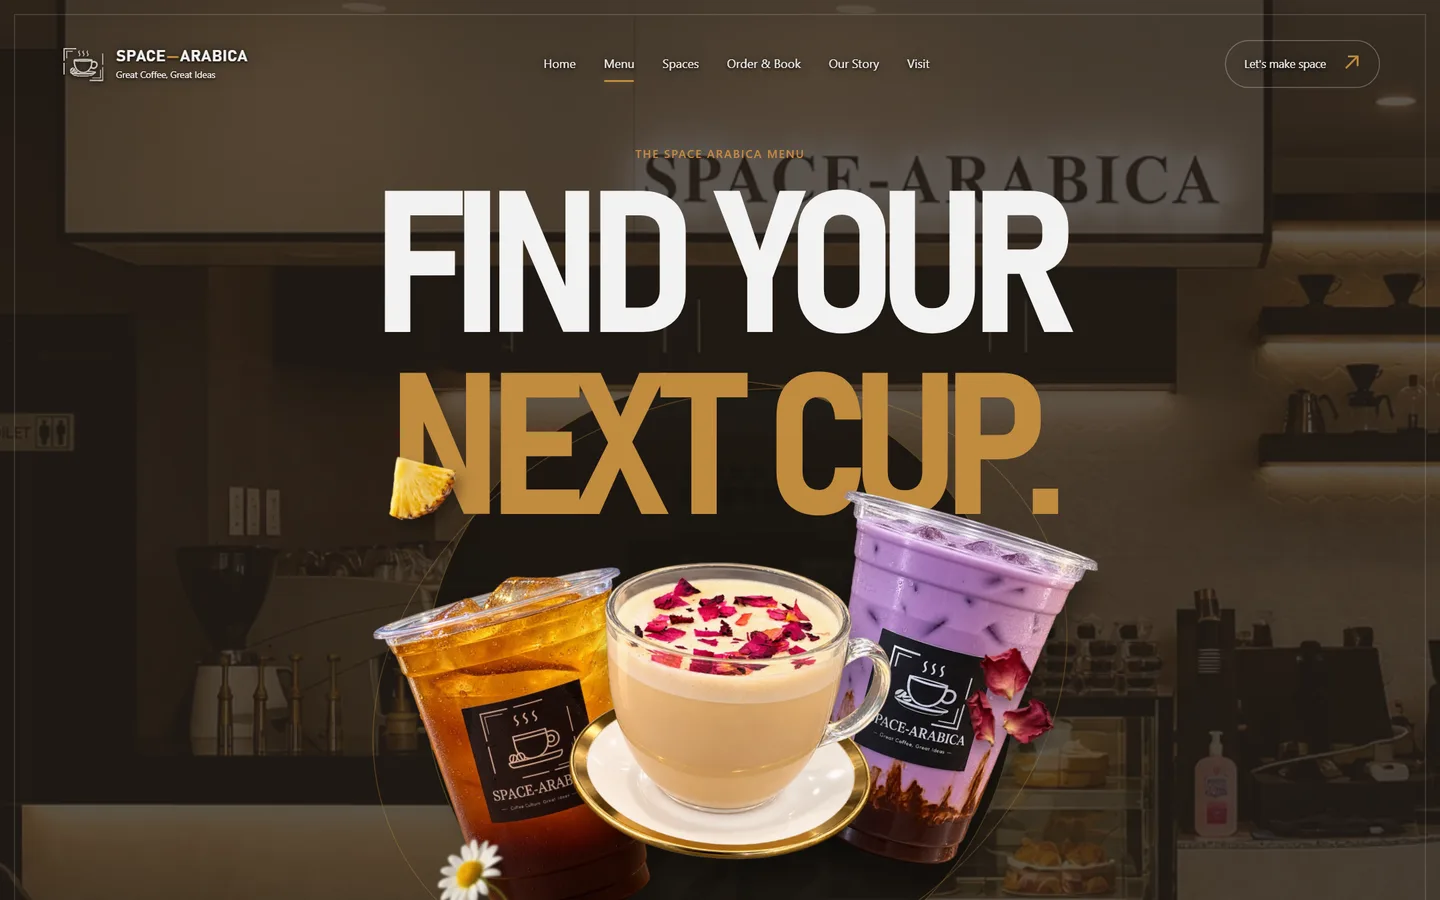 SPACE—ARABICA
Great Coffee, Great Ideas
Home
Menu
Spaces
Order & Book
Our Story
Visit
Let's make space
THE SPACE ARABICA MENU
SPACE-ARABICA
FIND YOUR
NEXT CUP.
SPACE-ARAB
PACE-ARABICA
Great Coffee, Great Ideas